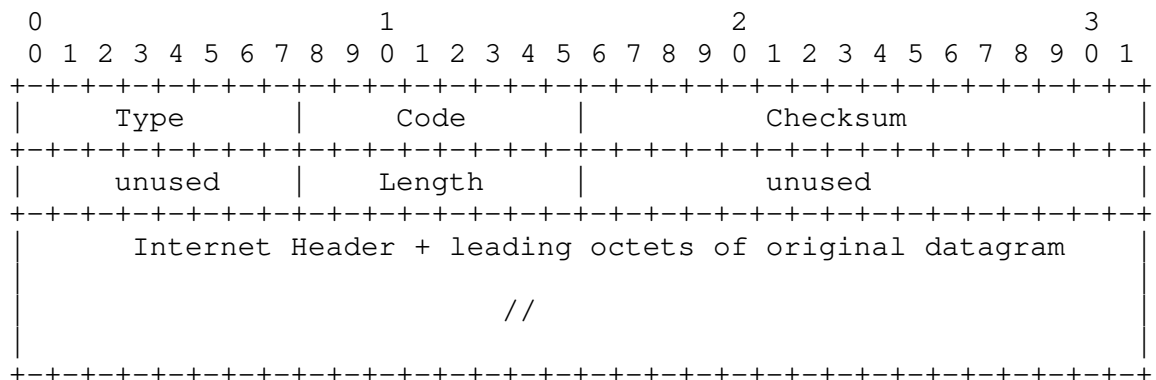 0                   1                   2                   3
 0 1 2 3 4 5 6 7 8 9 0 1 2 3 4 5 6 7 8 9 0 1 2 3 4 5 6 7 8 9 0 1
+-+-+-+-+-+-+-+-+-+-+-+-+-+-+-+-+-+-+-+-+-+-+-+-+-+-+-+-+-+-+-+-+
|     Type      |     Code      |          Checksum             |
+-+-+-+-+-+-+-+-+-+-+-+-+-+-+-+-+-+-+-+-+-+-+-+-+-+-+-+-+-+-+-+-+
|     unused    |    Length     |          unused               |
+-+-+-+-+-+-+-+-+-+-+-+-+-+-+-+-+-+-+-+-+-+-+-+-+-+-+-+-+-+-+-+-+
|      Internet Header + leading octets of original datagram    |
|                                                               |
|                           //                                  |
|                                                               |
+-+-+-+-+-+-+-+-+-+-+-+-+-+-+-+-+-+-+-+-+-+-+-+-+-+-+-+-+-+-+-+-+